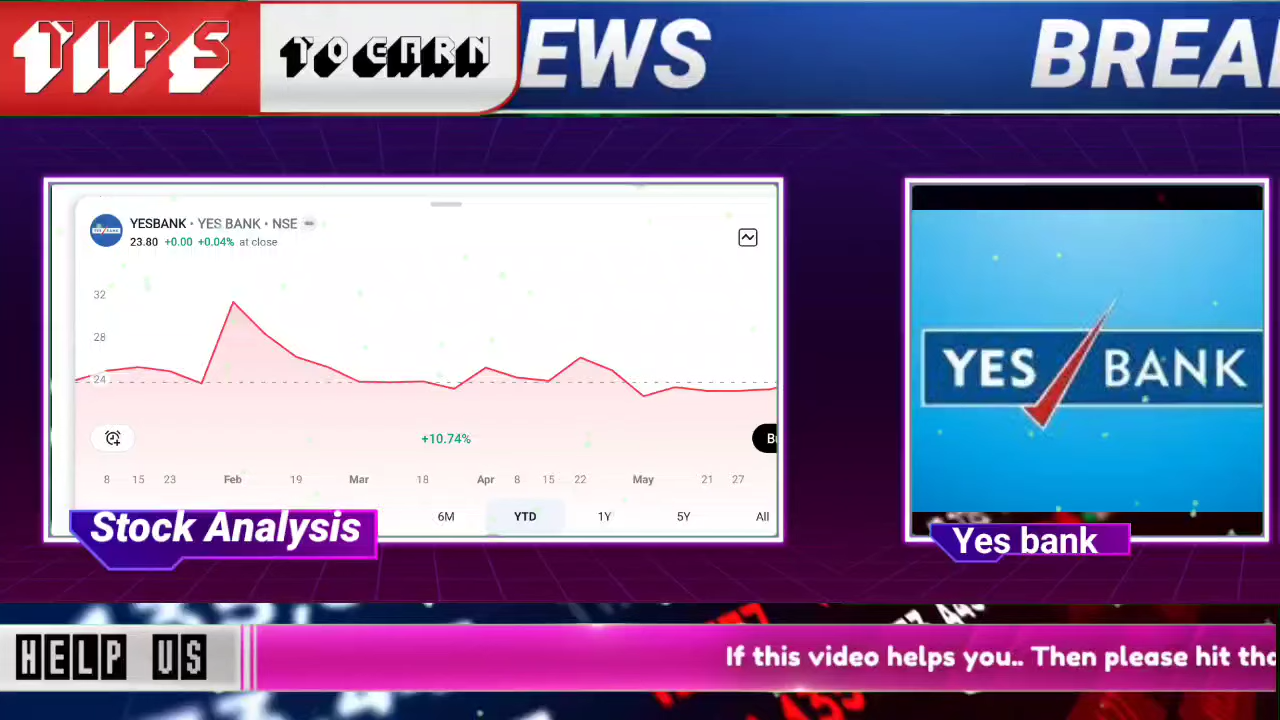 TIPS
TO EARN
EWS
BREA
YESBANK • YES BANK • NSE
23.80 +0.00 +0.04% at close
32
28
24
+10.74%
Bu
8 15 23 Feb 19 Mar 18 Apr 8 15 22 May 21 27
6M YTD 1Y 5Y All
Stock Analysis
YES BANK
Yes bank
HELP US
If this video helps you.. Then please hit tha